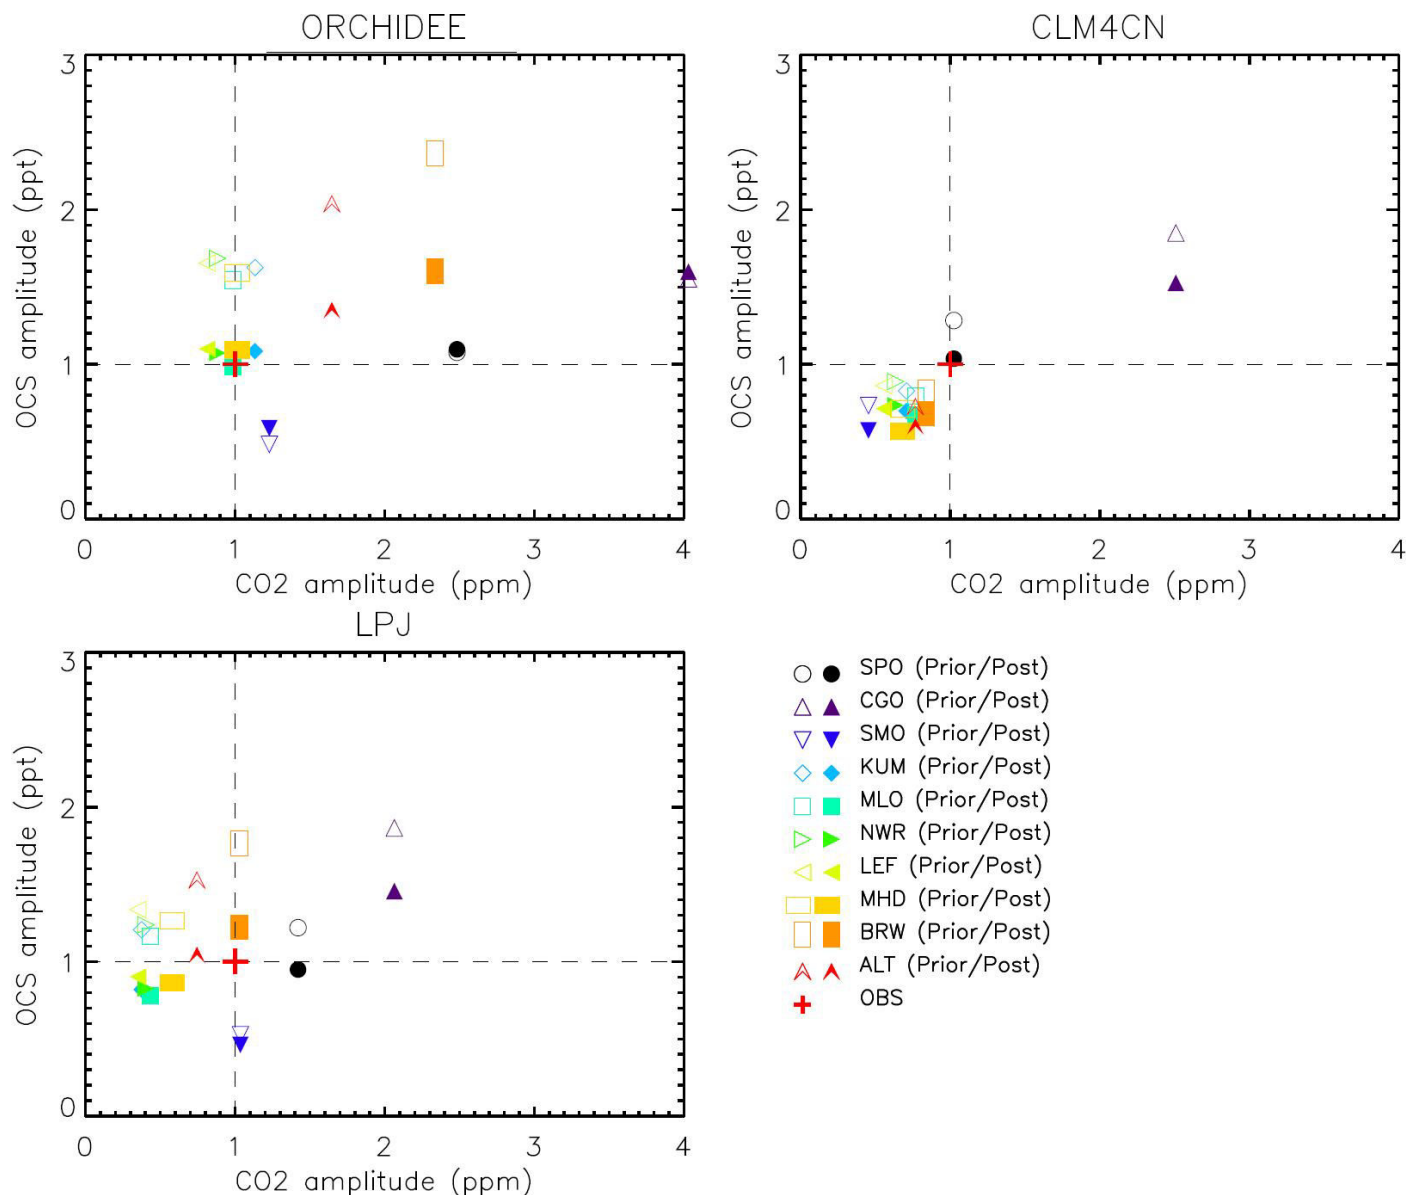 ORCHIDEE
3
2
1
0
OCS amplitude (ppt)
0 1 2 3 4
CO2 amplitude (ppm)
CLM4CN
3
2
1
0
OCS amplitude (ppt)
0 1 2 3 4
CO2 amplitude (ppm)
LPJ
3
2
1
0
OCS amplitude (ppt)
0 1 2 3 4
CO2 amplitude (ppm)
SPO (Prior/Post)
CGO (Prior/Post)
SMO (Prior/Post)
KUM (Prior/Post)
MLO (Prior/Post)
NWR (Prior/Post)
LEF (Prior/Post)
MHD (Prior/Post)
BRW (Prior/Post)
ALT (Prior/Post)
OBS